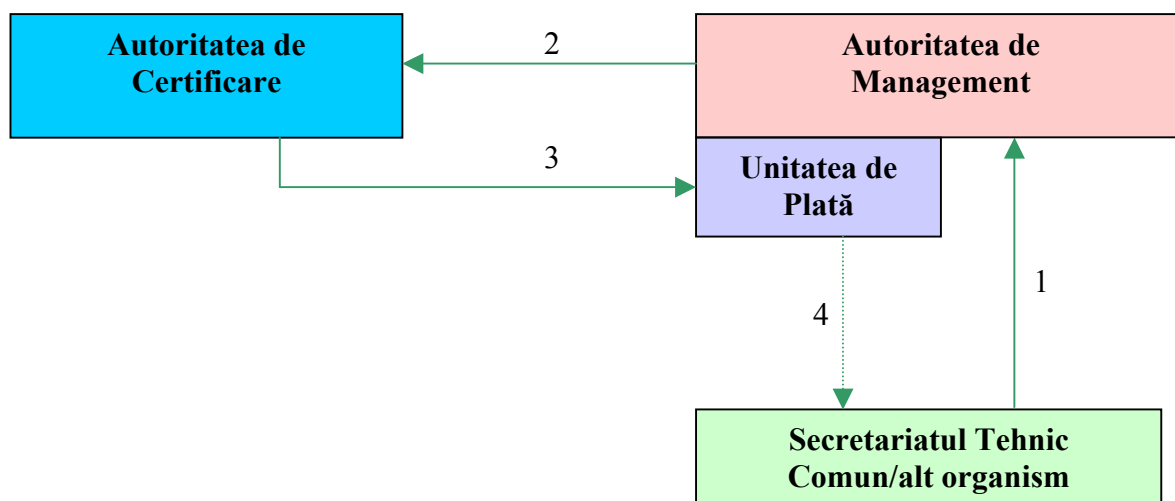 Autoritatea de
Certificare
2
Autoritatea de
Management
3
Unitatea de
Plată
4
1
Secretariatul Tehnic
Comun/alt organism